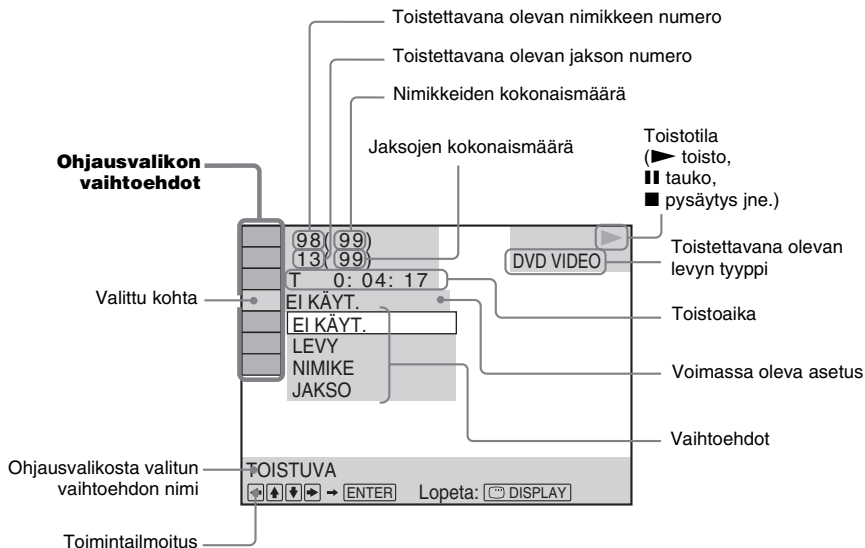 Toistettavana olevan nimikkeen numero
Toistettavana olevan jakson numero
Nimikkeiden kokonaismäärä
Jaksojen kokonaismäärä
Toistotila
(► toisto,
▮▮ tauko,
■ pysäytys jne.)
Ohjausvalikon
vaihtoehdot
98( 99)
13( 99)
T 0: 04: 17
DVD VIDEO
Toistettavana olevan
levyn tyyppi
Valittu kohta
EI KÄYT.
EI KÄYT.
LEVY
NIMIKE
JAKSO
Toistoaika
Voimassa oleva asetus
Vaihtoehdot
Ohjausvalikosta valitun
vaihtoehdon nimi
TOISTUVA
ENTER Lopeta: DISPLAY
Toimintailmoitus